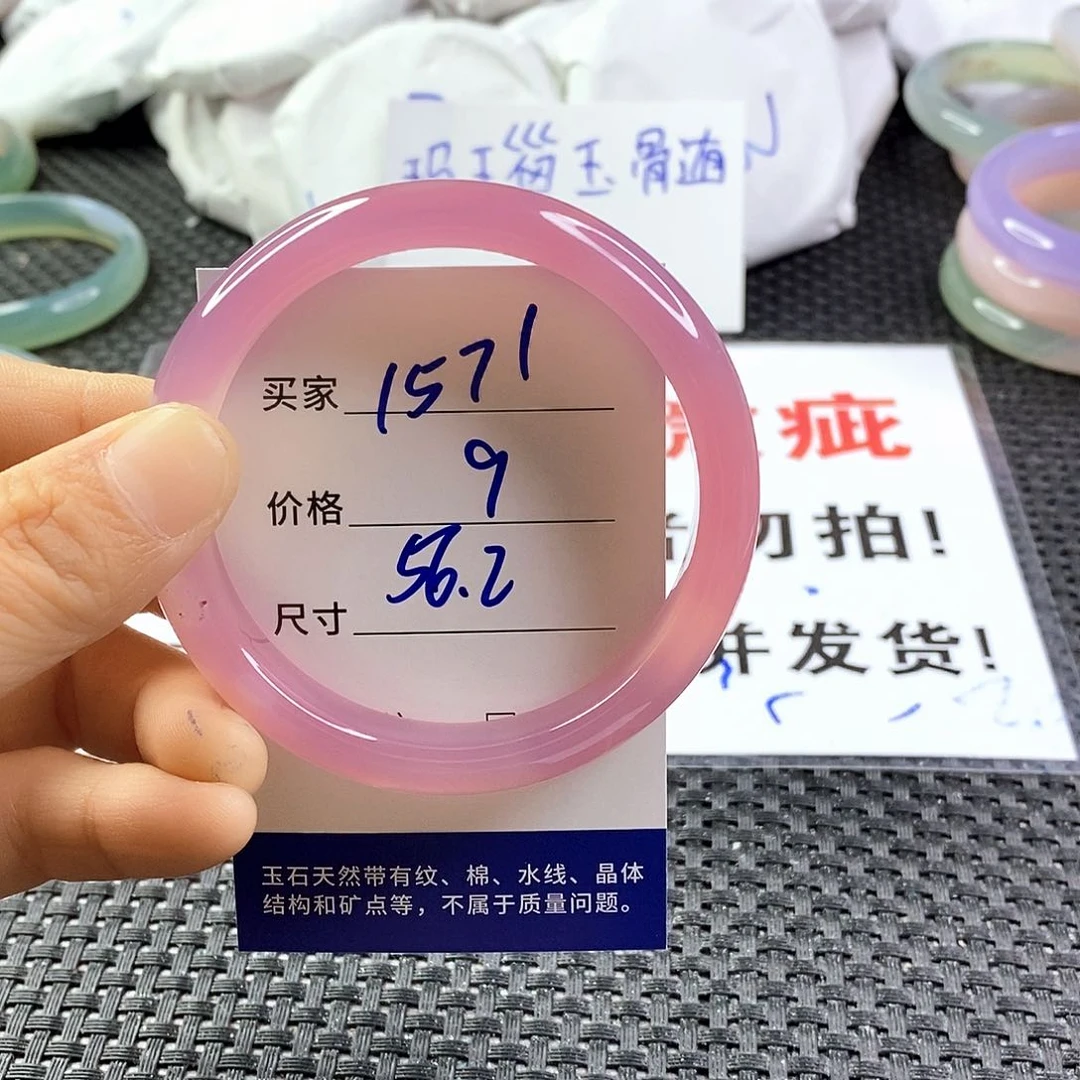 玉骨髓
买家 1571
价格 9
尺寸 56.2
玉石天然带有纹、棉、水线、晶体
结构和矿点等，不属于质量问题。
疵
勿拍!
并发货!